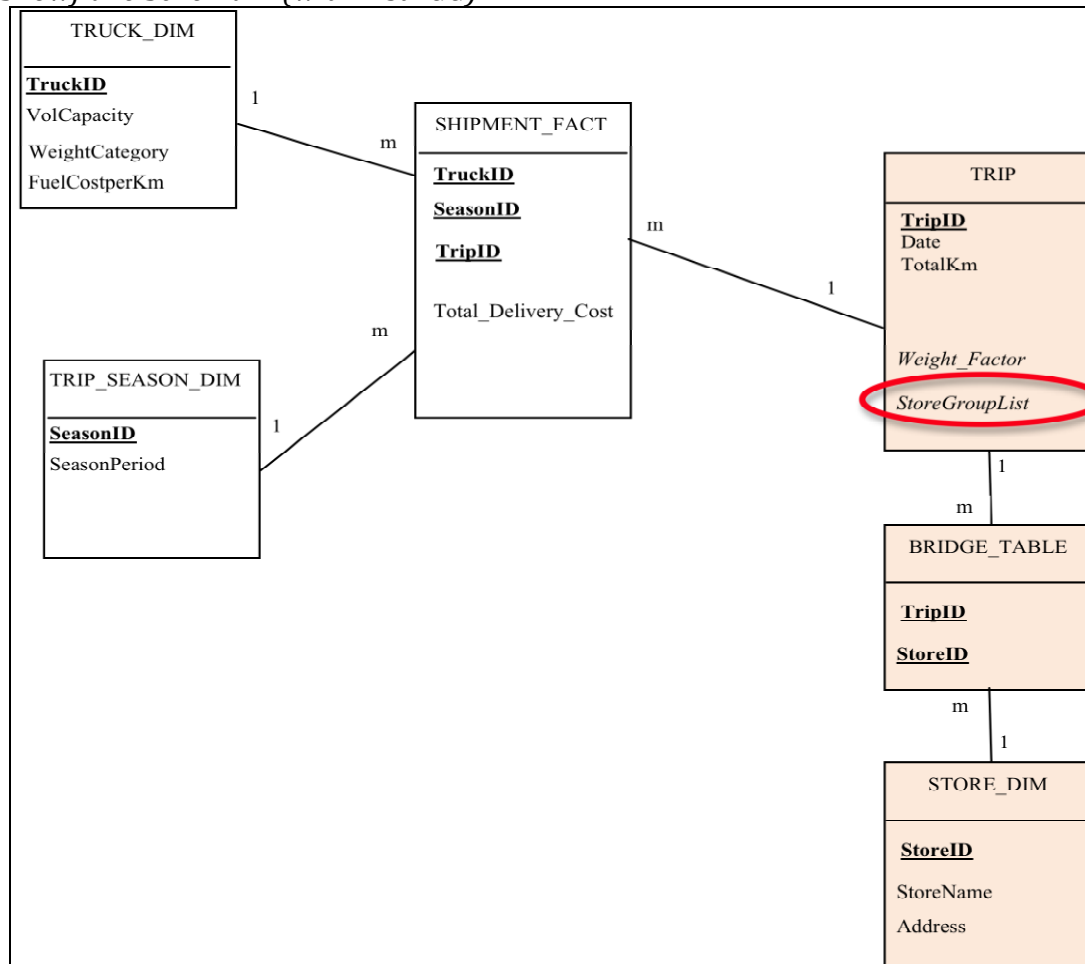 TRUCK_DIM
TruckID
VolCapacity
WeightCategory
FuelCostperKm
1
m
SHIPMENT_FACT
TruckID
SeasonID
TripID
Total_Delivery_Cost
m
1
TRIP
TripID
Date
TotalKm
Weight_Factor
StoreGroupList
m
TRIP_SEASON_DIM
SeasonID
SeasonPeriod
1
1
m
BRIDGE_TABLE
TripID
StoreID
m
1
STORE_DIM
StoreID
StoreName
Address